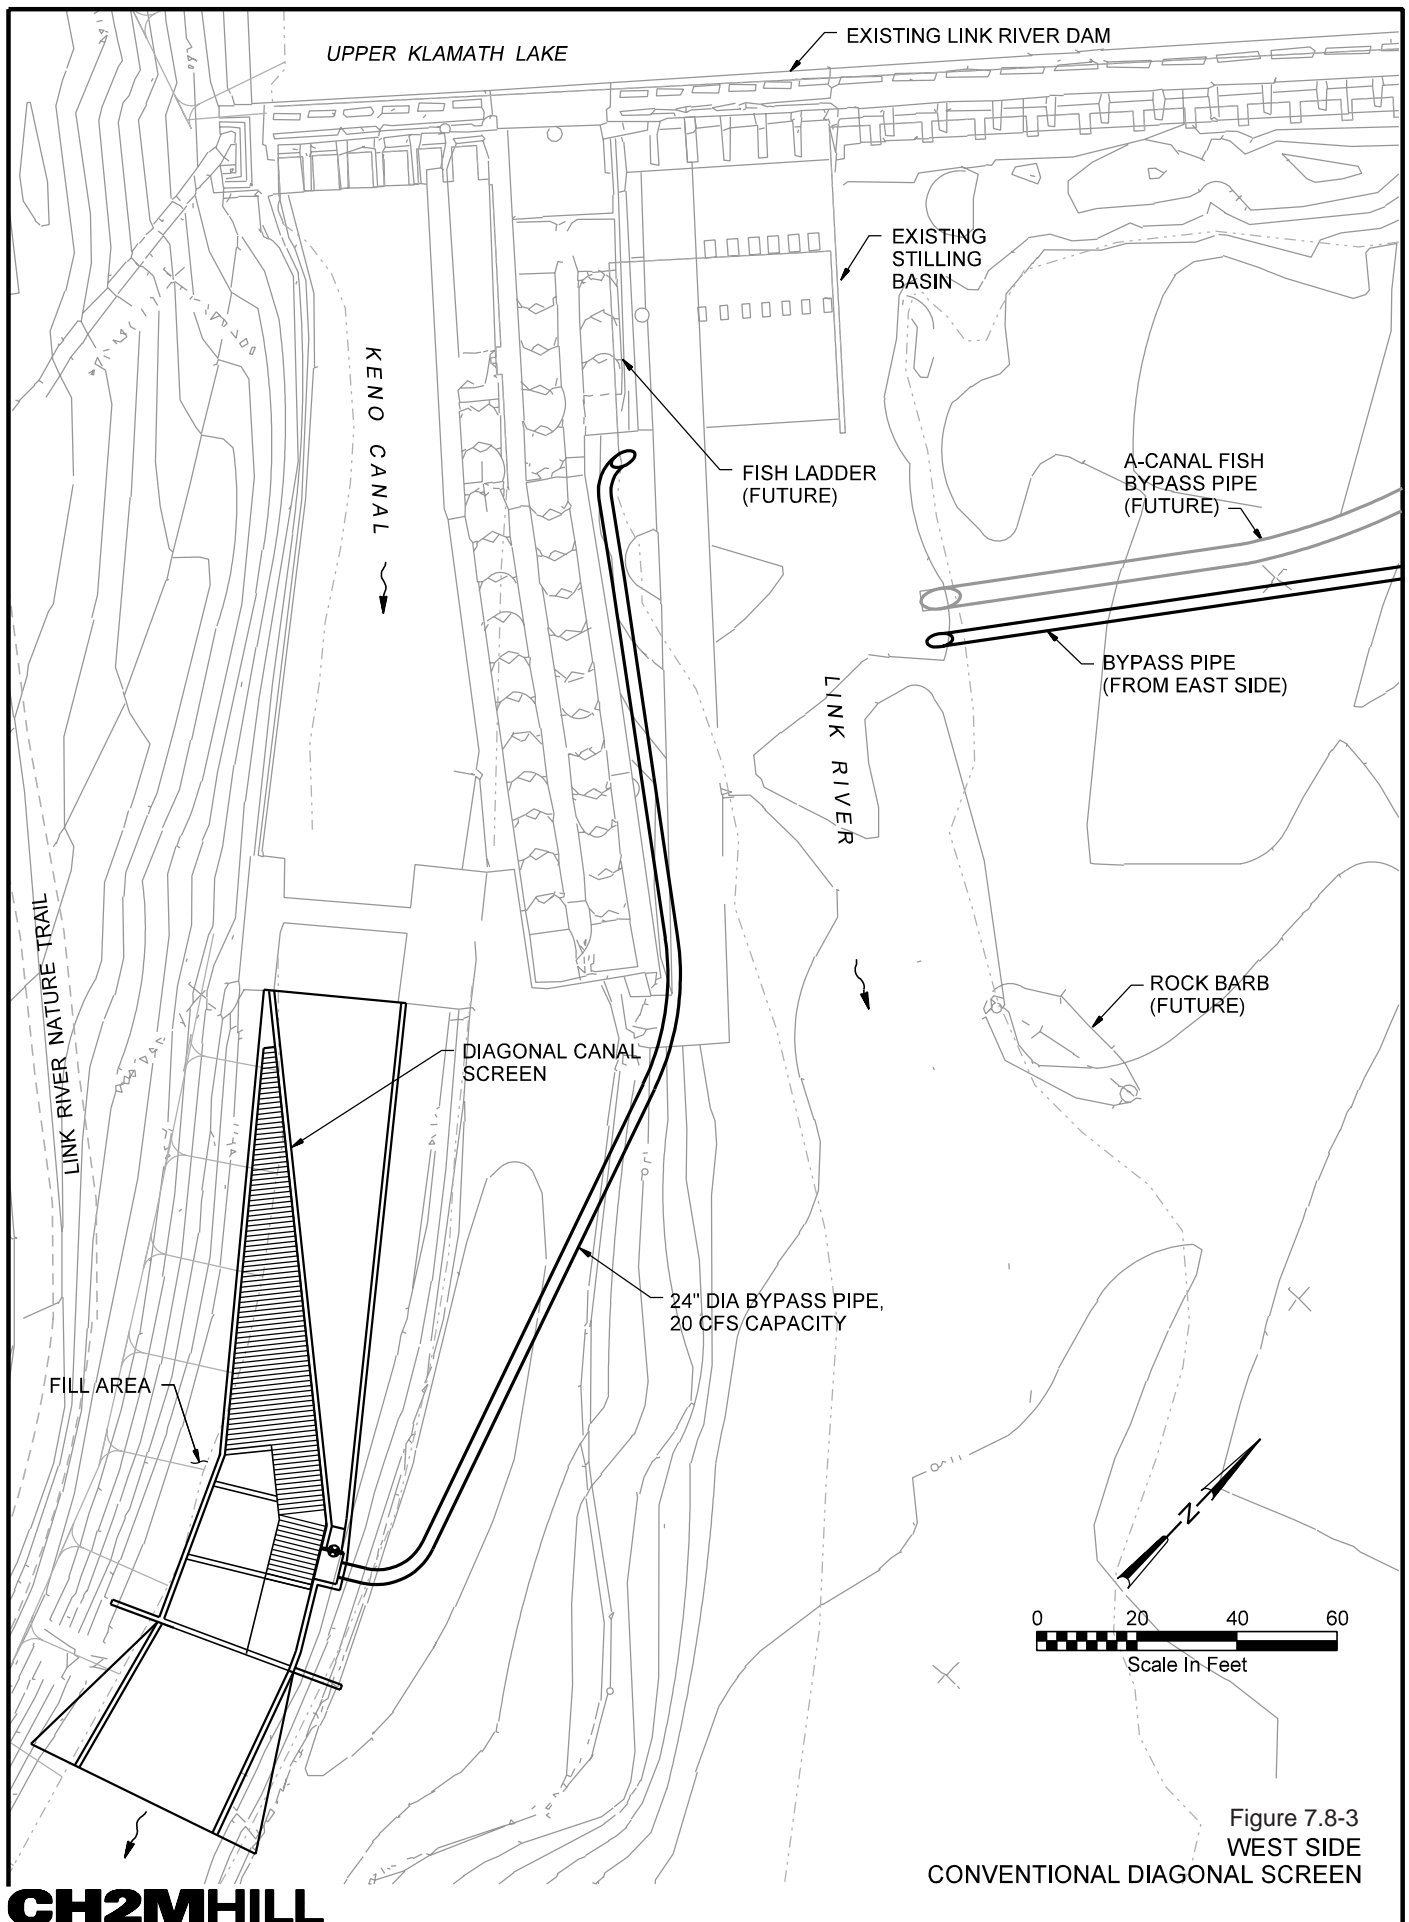 UPPER KLAMATH LAKE
EXISTING LINK RIVER DAM
EXISTING
STILLING
BASIN
KENO CANAL
FISH LADDER
(FUTURE)
A-CANAL FISH
BYPASS PIPE
(FUTURE)
BYPASS PIPE
(FROM EAST SIDE)
LINK RIVER
LINK RIVER NATURE TRAIL
ROCK BARB
(FUTURE)
DIAGONAL CANAL
SCREEN
24" DIA BYPASS PIPE,
20 CFS CAPACITY
FILL AREA
N
0 20 40 60
Scale In Feet
Figure 7.8-3
WEST SIDE
CONVENTIONAL DIAGONAL SCREEN
CH2MHILL